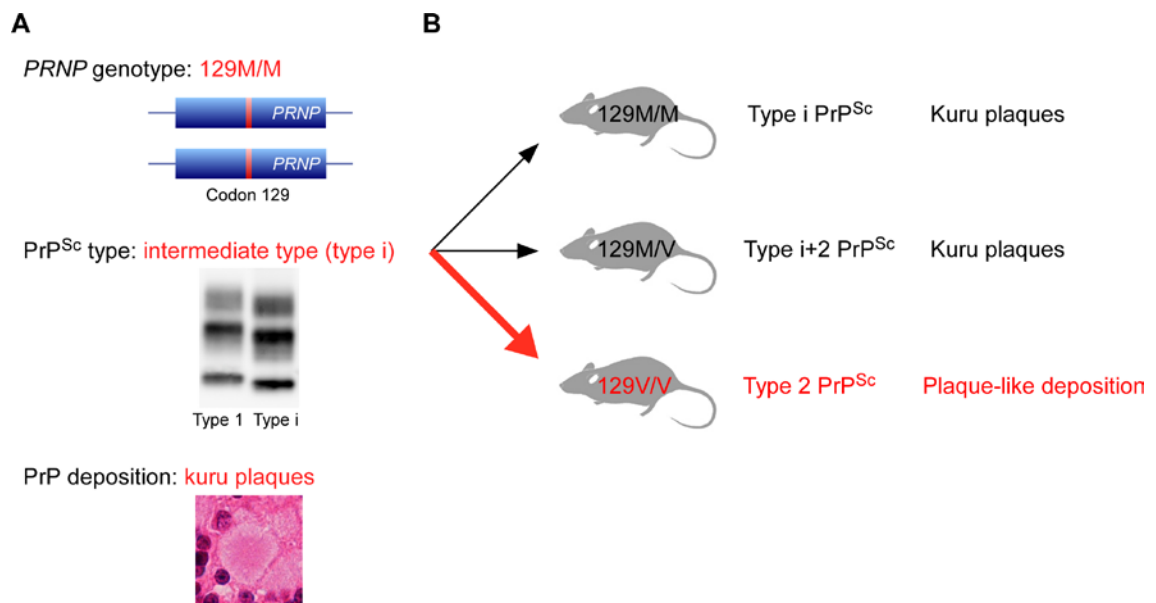 A
PRNP genotype: 129M/M
PRNP
PRNP
Codon 129
PrPSc type: intermediate type (type i)
Type 1 Type i
PrP deposition: kuru plaques
B
129M/M Type i PrPSc Kuru plaques
129M/V Type i+2 PrPSc Kuru plaques
129V/V Type 2 PrPSc Plaque-like deposition